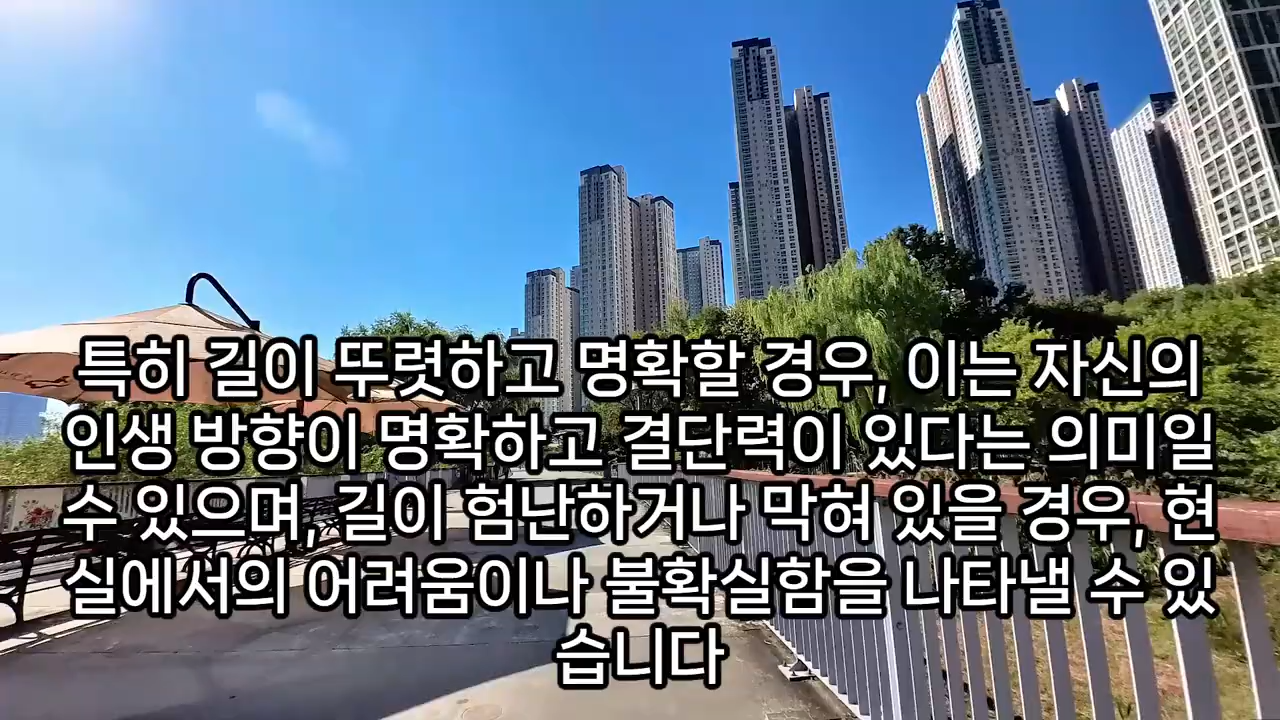 특히 길이 뚜렷하고 명확할 경우, 이는 자신의
인생 방향이 명확하고 결단력이 있다는 의미일
수 있으며, 길이 험난하거나 막혀 있을 경우, 현
실에서의 어려움이나 불확실함을 나타낼 수 있
습니다